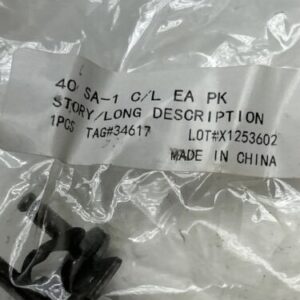 40 SA-1 C/L EA PK
STORY/LONG DESCRIPTION
1PCS TAG#34617 LOT#X1253602
MADE IN CHINA